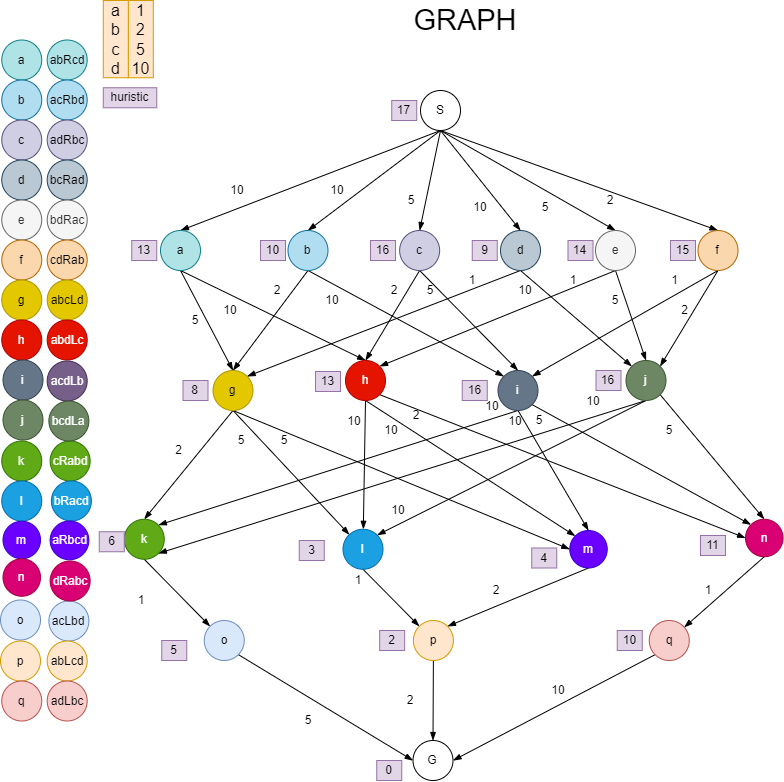 GRAPH
a 1
b 2
c 5
d 10
huristic
a abRcd
b acRbd
c adRbc
d bcRad
e bdRac
f cdRab
g abcLd
h abdLc
i acdLb
j bcdLa
k cRabd
l bRacd
m aRbcd
n dRabc
o acLbd
p abLcd
q adLbc
17 S
10 10 5 10 5 2
13 a 10 b 16 c 9 d 14 e 15 f
5 10 2 10 2 5 1 10 1 5 1 2
8 g 13 h 16 i 16 j
2 5 5 10 10 2 10 10 5 10 10 5
6 k 3 l 4 m 11 n
1 1 2 1
5 o 2 p 10 q
5 2 10
0 G